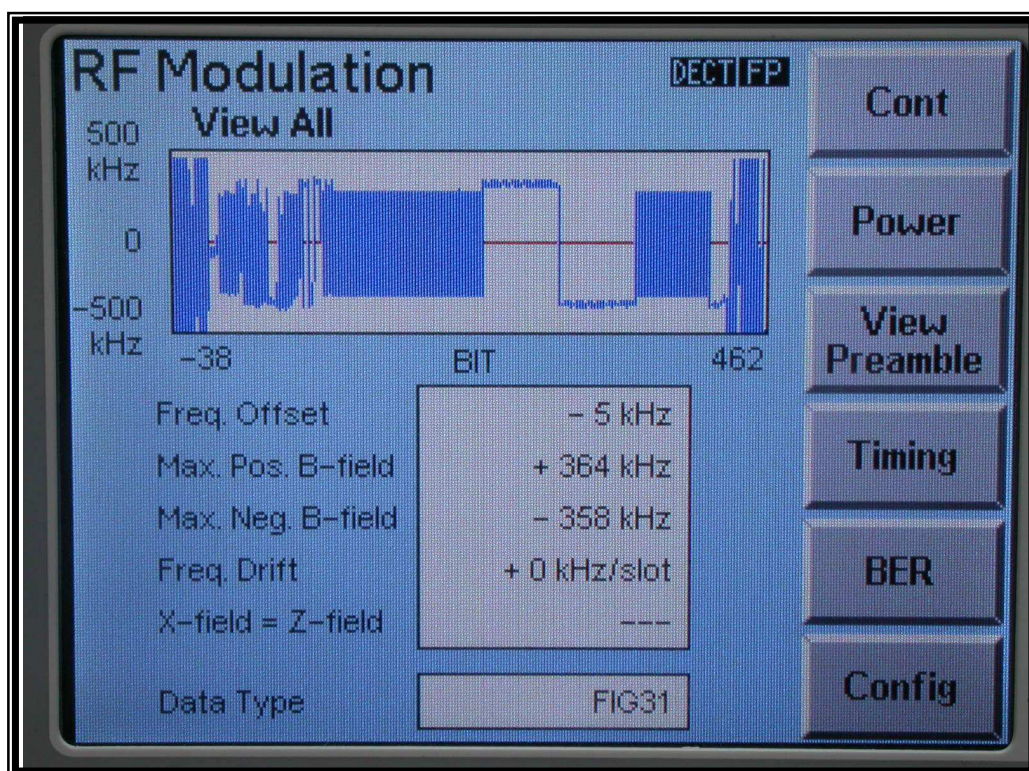 RF Modulation
DECT FP
View All
500
kHz
0
−500
kHz
−38
BIT
462
Freq. Offset
− 5 kHz
Max. Pos. B−field
+ 364 kHz
Max. Neg. B−field
− 358 kHz
Freq. Drift
+ 0 kHz/slot
X−field = Z−field
−−−
Data Type
FIG31
Cont
Power
View
Preamble
Timing
BER
Config